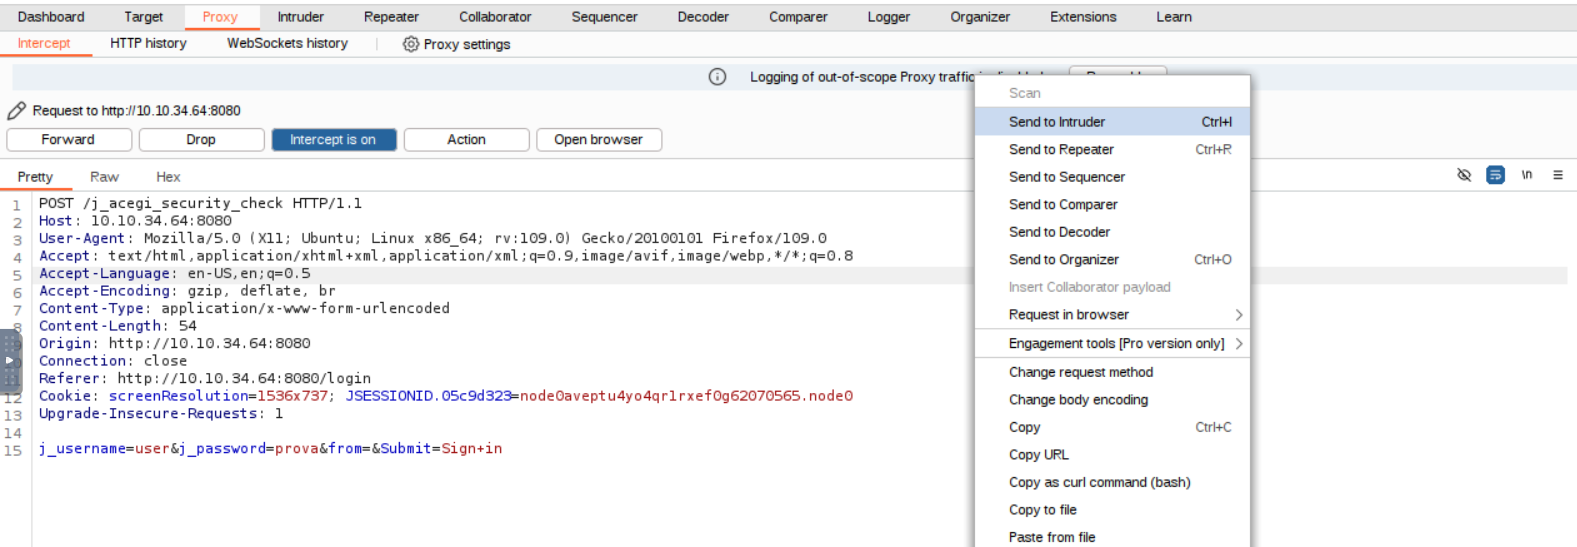 Dashboard Target Proxy Intruder Repeater Collaborator Sequencer Decoder Comparer Logger Organizer Extensions Learn
Intercept HTTP history WebSockets history Proxy settings
Logging of out-of-scope Proxy traffic
Request to http://10.10.34.64:8080
Forward Drop Intercept is on Action Open browser
Pretty Raw Hex \n
1 POST /j_acegi_security_check HTTP/1.1
2 Host: 10.10.34.64:8080
3 User-Agent: Mozilla/5.0 (X11; Ubuntu; Linux x86_64; rv:109.0) Gecko/20100101 Firefox/109.0
4 Accept: text/html,application/xhtml+xml,application/xml;q=0.9,image/avif,image/webp,*/*;q=0.8
5 Accept-Language: en-US,en;q=0.5
6 Accept-Encoding: gzip, deflate, br
7 Content-Type: application/x-www-form-urlencoded
8 Content-Length: 54
Origin: http://10.10.34.64:8080
Connection: close
Referer: http://10.10.34.64:8080/login
12 Cookie: screenResolution=1536x737; JSESSIONID.05c9d323=node0aveptu4yo4qr1rxef0g62070565.node0
13 Upgrade-Insecure-Requests: 1
14
15 j_username=user&j_password=prova&from=&Submit=Sign+in
Scan
Send to Intruder Ctrl+I
Send to Repeater Ctrl+R
Send to Sequencer
Send to Comparer
Send to Decoder
Send to Organizer Ctrl+O
Insert Collaborator payload
Request in browser
Engagement tools [Pro version only]
Change request method
Change body encoding
Copy Ctrl+C
Copy URL
Copy as curl command (bash)
Copy to file
Paste from file